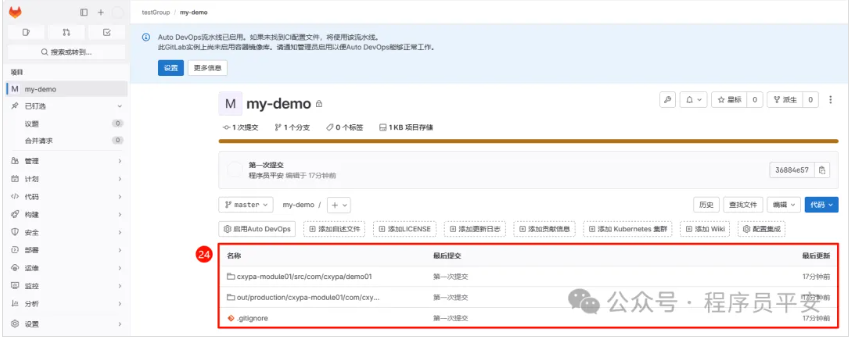 testGroup / my-demo
Auto DevOps流水线已启用。如果未找到CI配置文件，将使用该流水线。
此GitLab实例上尚未启用容器镜像库。请通知管理员启用以便Auto DevOps能够正常工作。
设置 更多信息
搜索或转到...
项目
M my-demo
已钉选
议题 0
合并请求 0
管理
计划
代码
构建
安全
部署
运维
监控
分析
设置
M my-demo
星标 0
派生 0
1次提交 1个分支 0个标签 1 KB 项目存储
第一次提交
程序员平安 编辑于 17分钟前
36884e57
master my-demo / +
历史 查找文件 编辑 代码
启用Auto DevOps 添加自述文件 添加LICENSE 添加更新日志 添加贡献信息 添加 Kubernetes 集群 添加 Wiki 配置集成
24
名称 最后提交 最后更新
cxypa-module01/src/com/cxypa/demo01 第一次提交 17分钟前
out/production/cxypa-module01/com/cxy... 第一次提交 17分钟前
.gitignore 第一次提交 17分钟前
公众号 · 程序员平安